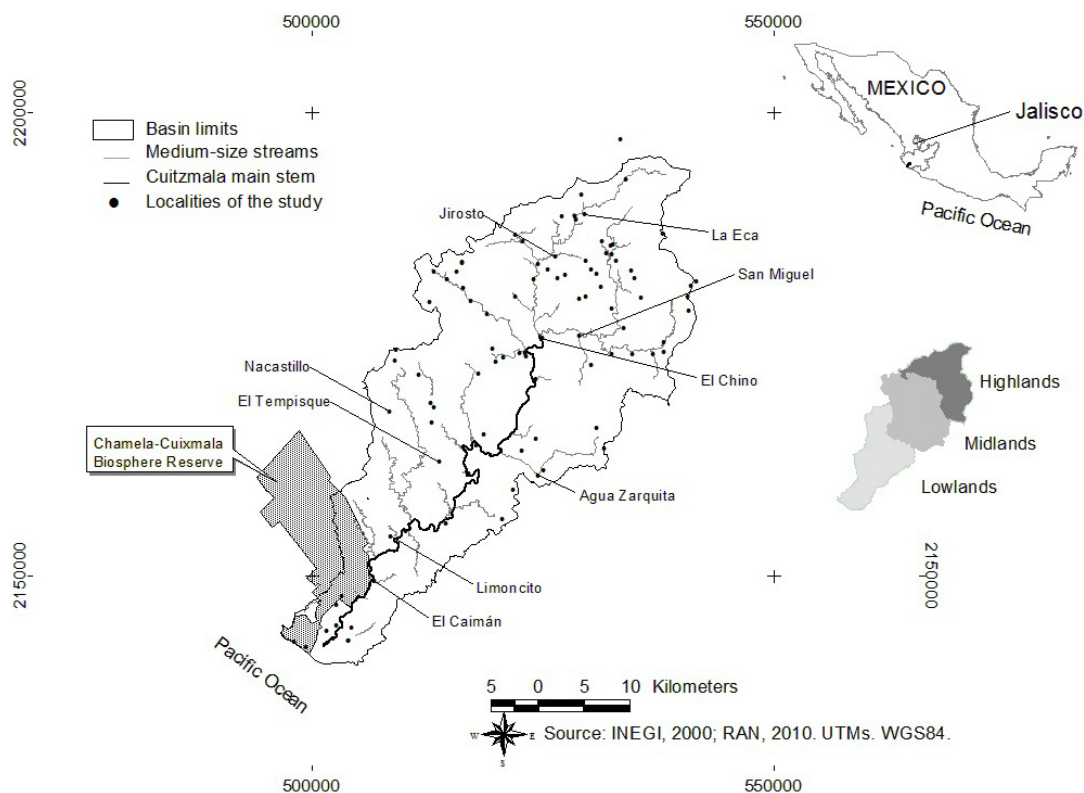 500000
550000
2200000
MEXICO
Jalisco
Pacific Ocean
Basin limits
Medium-size streams
Cuitzmala main stem
Localities of the study
Jirosto
La Eca
San Miguel
Nacastillo
El Chino
El Tempisque
Highlands
Midlands
Lowlands
Chamela-Cuixmala
Biosphere Reserve
Agua Zarquita
2150000
2150000
Limoncito
El Caimán
Pacific Ocean
5 0 5 10 Kilometers
W E S
Source: INEGI, 2000; RAN, 2010. UTMs. WGS84.
500000
550000